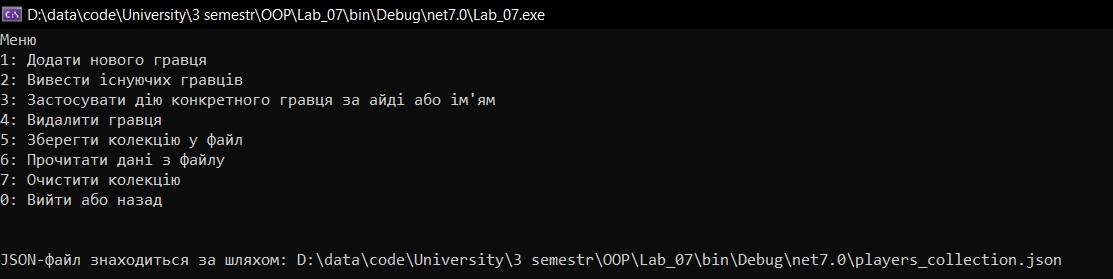 D:\data\code\University\3 semestr\OOP\Lab_07\bin\Debug\net7.0\Lab_07.exe
Меню
1: Додати нового гравця
2: Вивести існуючих гравців
3: Застосувати дію конкретного гравця за айді або ім'ям
4: Видалити гравця
5: Зберегти колекцію у файл
6: Прочитати дані з файлу
7: Очистити колекцію
0: Вийти або назад
JSON-файл знаходиться за шляхом: D:\data\code\University\3 semestr\OOP\Lab_07\bin\Debug\net7.0\players_collection.json